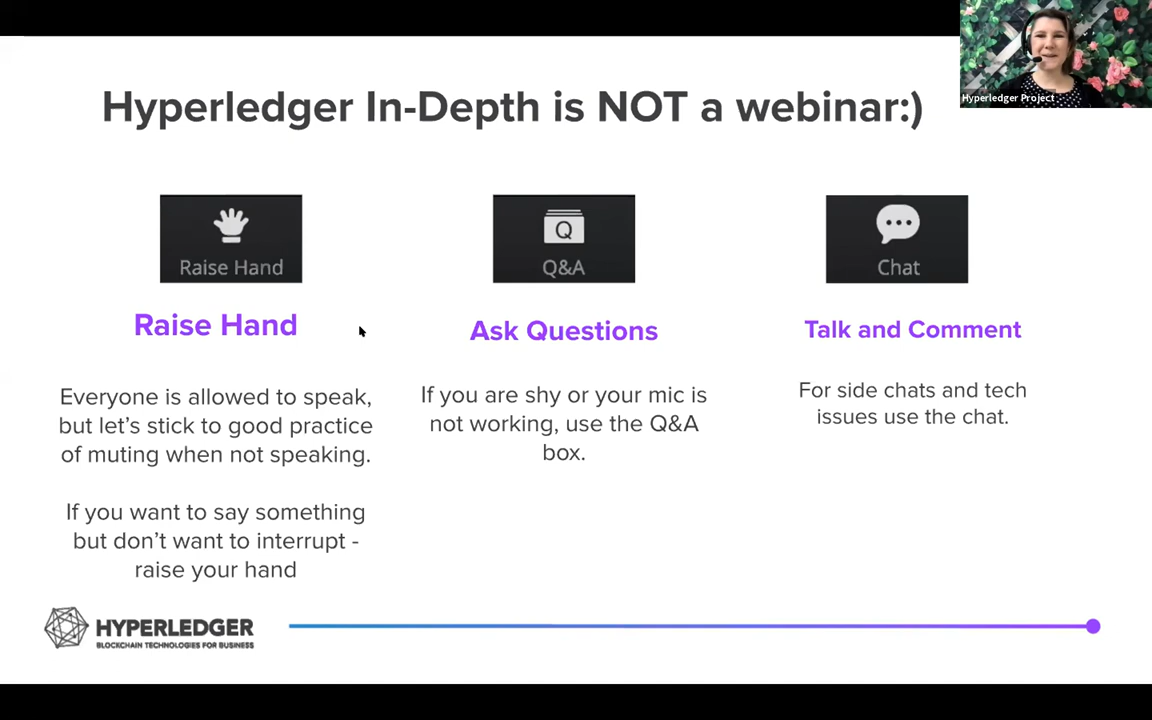 Hyperledger In-Depth is NOT a webinar:)
Hyperledger Project
Raise Hand
Raise Hand
Everyone is allowed to speak,
but let’s stick to good practice
of muting when not speaking.
If you want to say something
but don’t want to interrupt -
raise your hand
Q
Q&A
Ask Questions
If you are shy or your mic is
not working, use the Q&A
box.
Chat
Talk and Comment
For side chats and tech
issues use the chat.
HYPERLEDGER
BLOCKCHAIN TECHNOLOGIES FOR BUSINESS